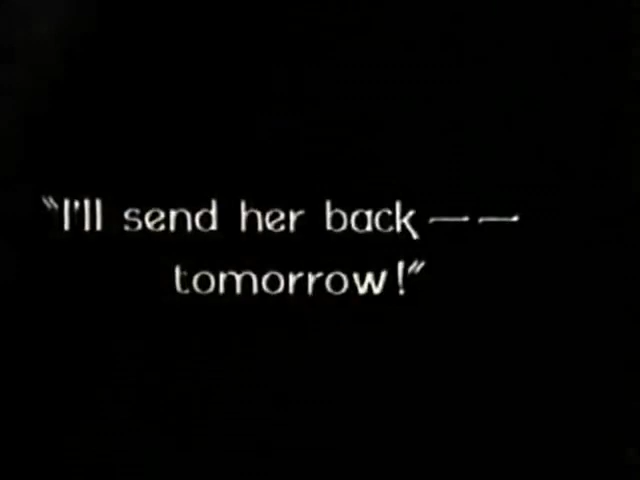 "I'll send her back — —
tomorrow!"